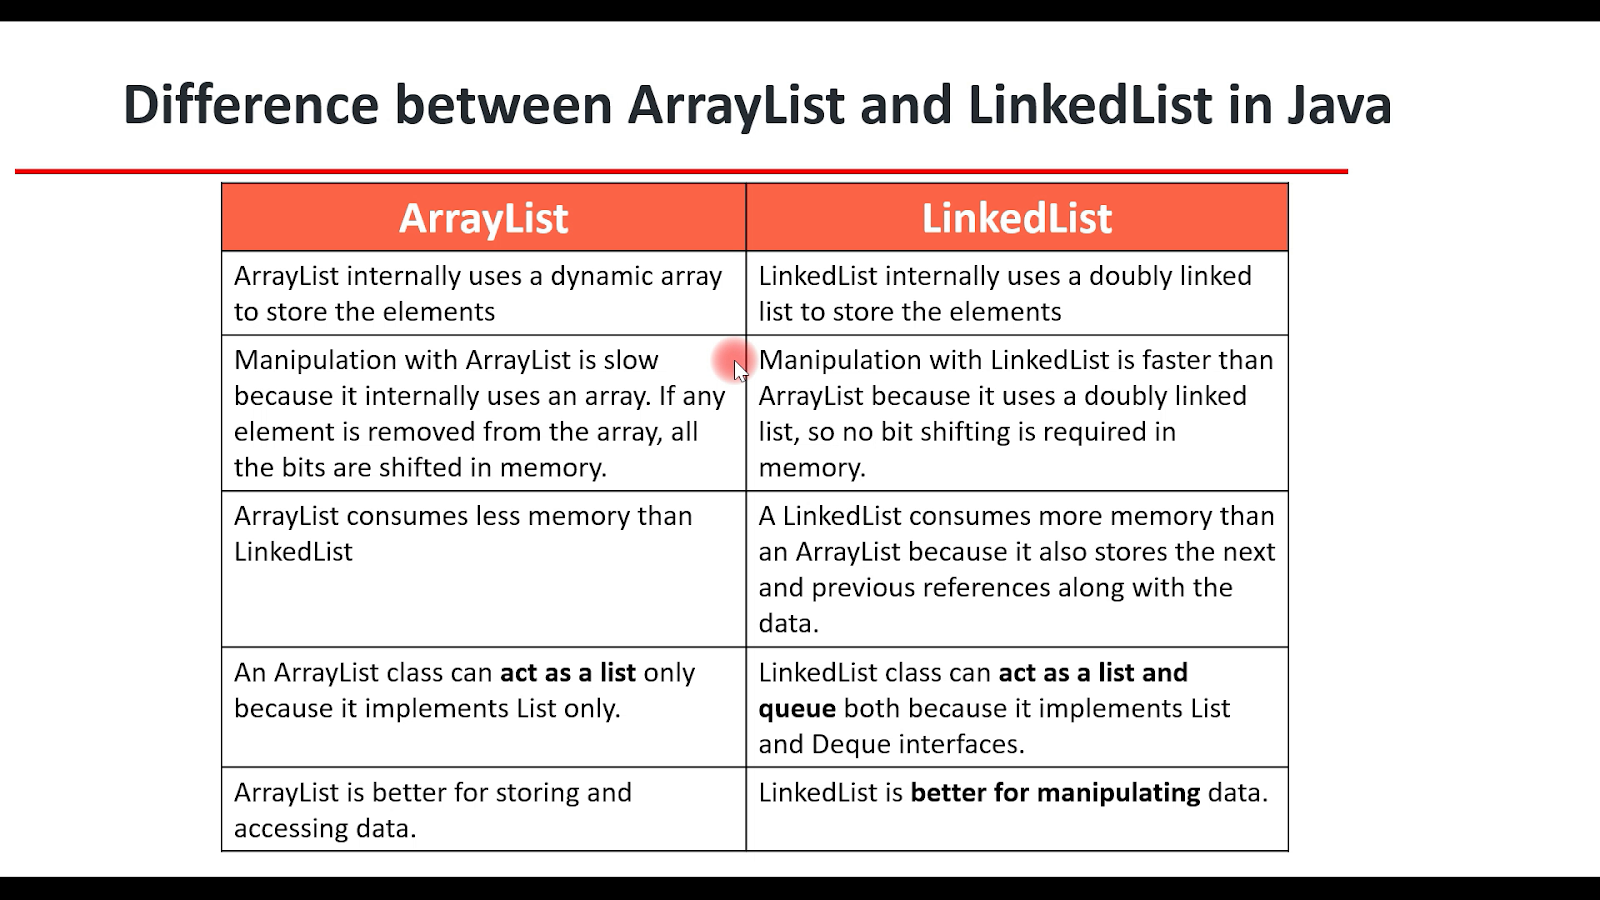 Difference between ArrayList and LinkedList in Java
ArrayList
LinkedList
ArrayList internally uses a dynamic array
to store the elements
LinkedList internally uses a doubly linked
list to store the elements
Manipulation with ArrayList is slow
because it internally uses an array. If any
element is removed from the array, all
the bits are shifted in memory.
Manipulation with LinkedList is faster than
ArrayList because it uses a doubly linked
list, so no bit shifting is required in
memory.
ArrayList consumes less memory than
LinkedList
A LinkedList consumes more memory than
an ArrayList because it also stores the next
and previous references along with the
data.
An ArrayList class can act as a list only
because it implements List only.
LinkedList class can act as a list and
queue both because it implements List
and Deque interfaces.
ArrayList is better for storing and
accessing data.
LinkedList is better for manipulating data.